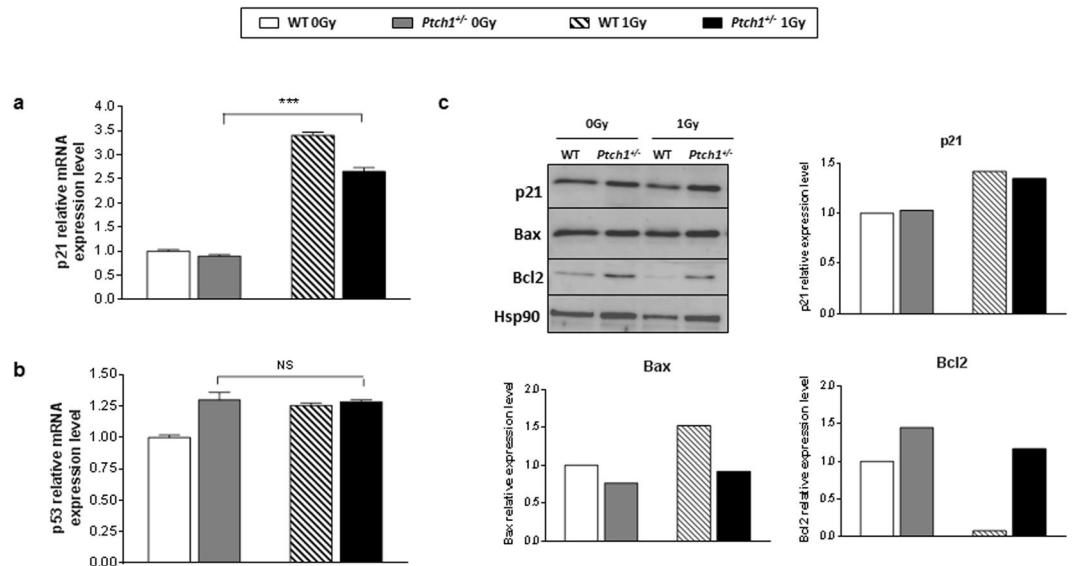 WT 0Gy Ptch1+/- 0Gy WT 1Gy Ptch1+/- 1Gy
a
***
4.0
3.5
3.0
2.5
2.0
1.5
1.0
0.5
0.0
p21 relative mRNA
expression level
b
NS
1.50
1.25
1.00
0.75
0.50
0.25
0.00
p53 relative mRNA
expression level
c
0Gy 1Gy
WT Ptch1+/- WT Ptch1+/-
p21
Bax
Bcl2
Hsp90
p21
1.5
1.0
0.5
0.0
p21 relative expression level
Bax
2.0
1.5
1.0
0.5
0.0
Bax relative expression level
Bcl2
2.0
1.5
1.0
0.5
0.0
Bcl2 relative expression level